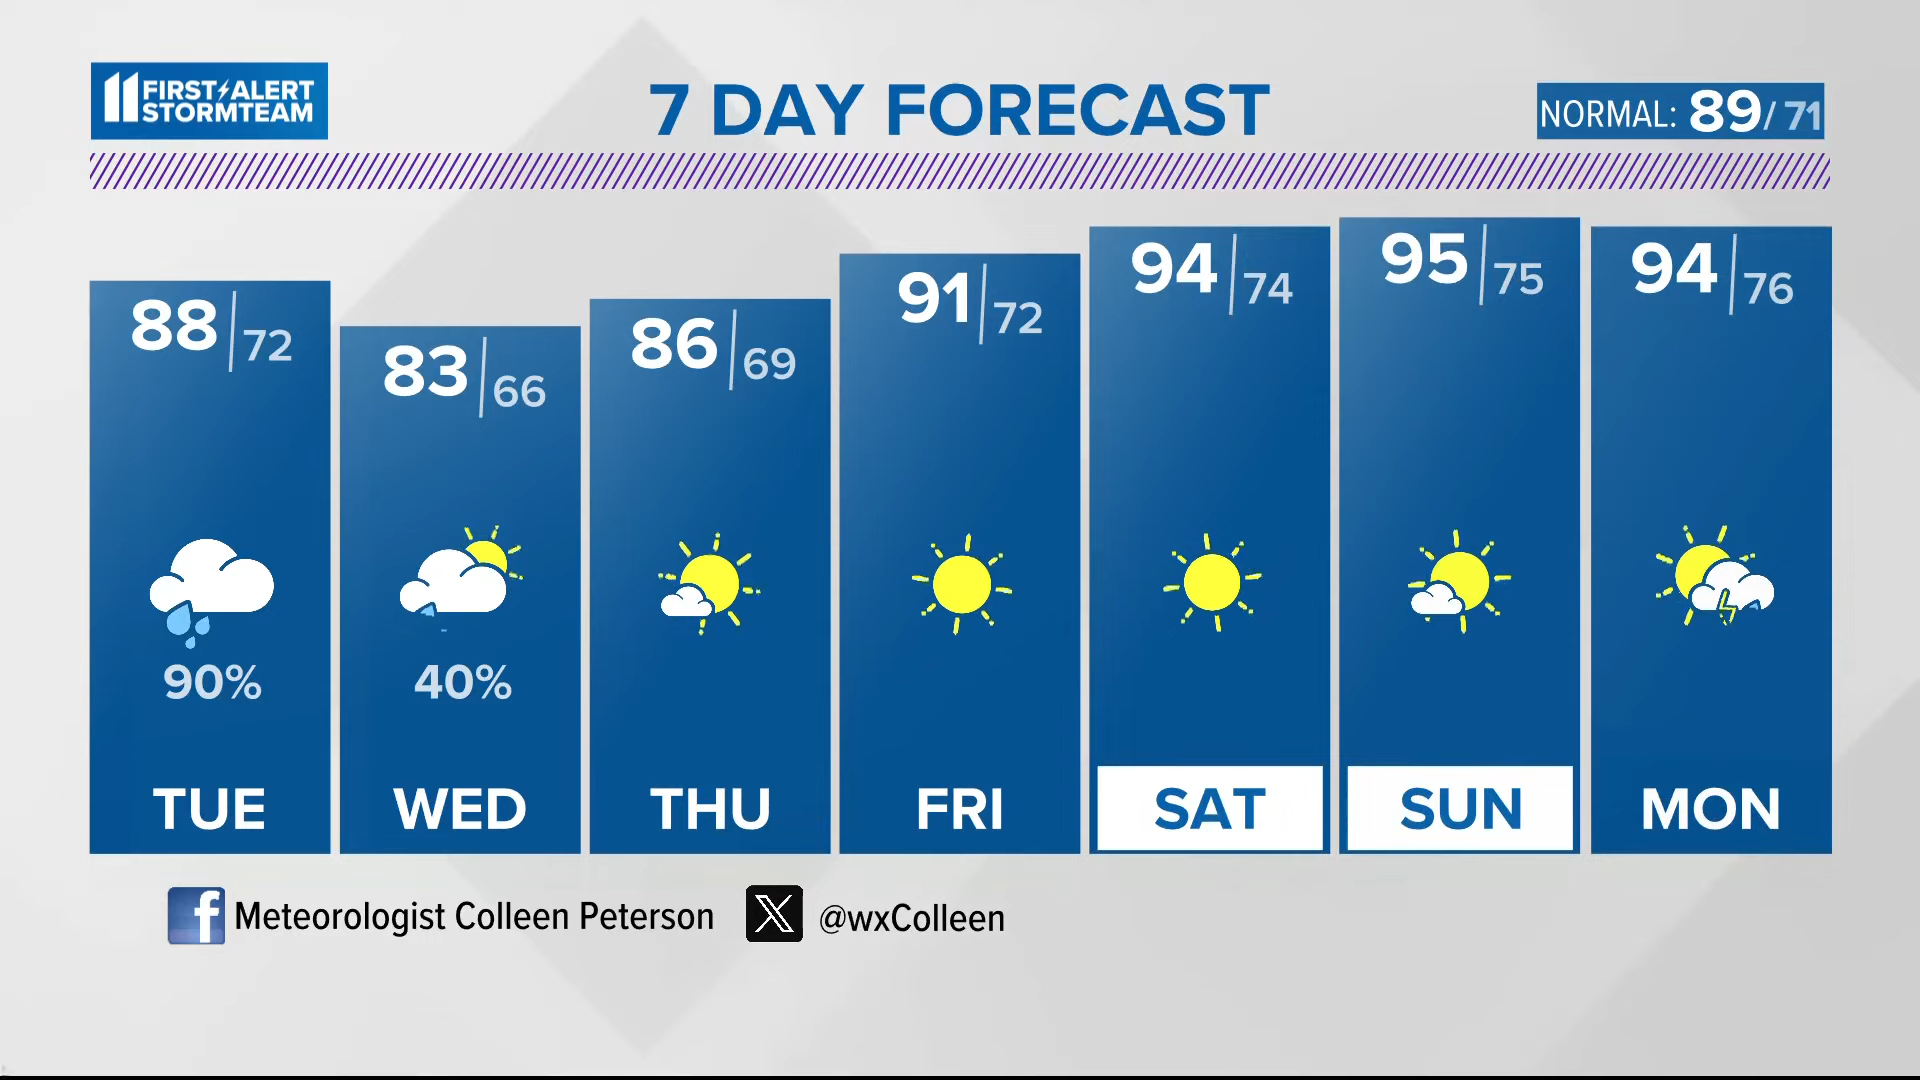 11 FIRST ALERT
STORMTEAM
7 DAY FORECAST
NORMAL: 89/71
88/72
83/66
86/69
91/72
94/74
95/75
94/76
90%
40%
TUE
WED
THU
FRI
SAT
SUN
MON
f Meteorologist Colleen Peterson
X @wxColleen